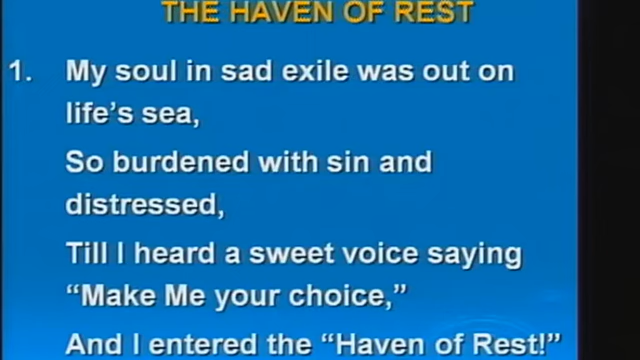 THE HAVEN OF REST
1. My soul in sad exile was out on
life's sea,
So burdened with sin and
distressed,
Till I heard a sweet voice saying
“Make Me your choice,”
And I entered the “Haven of Rest!”